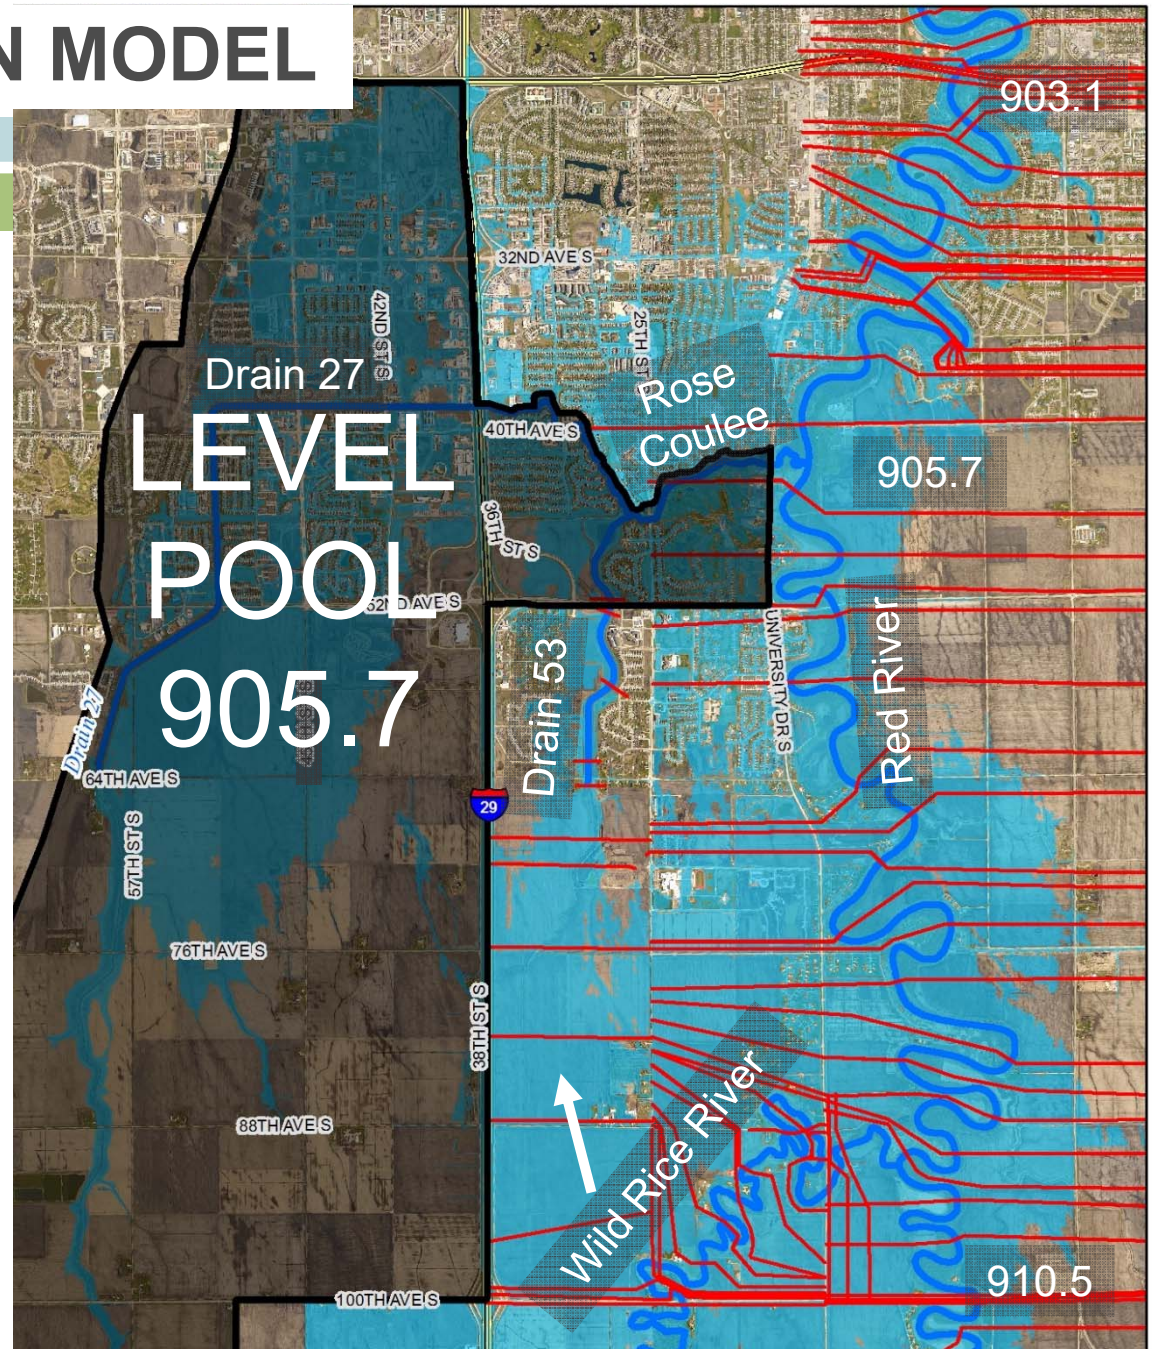 N MODEL
903.1
32ND AVE S
42ND ST S
25TH ST
Drain 27
Rose
Coulee
LEVEL
POOL
905.7
40TH AVE S
905.7
36TH ST S
52ND AVE S
UNIVERSITY DR S
Drain 53
Red River
Drain 27
64TH AVE S
29
57TH ST S
76TH AVE S
38TH ST S
88TH AVE S
Wild Rice River
910.5
100TH AVE S